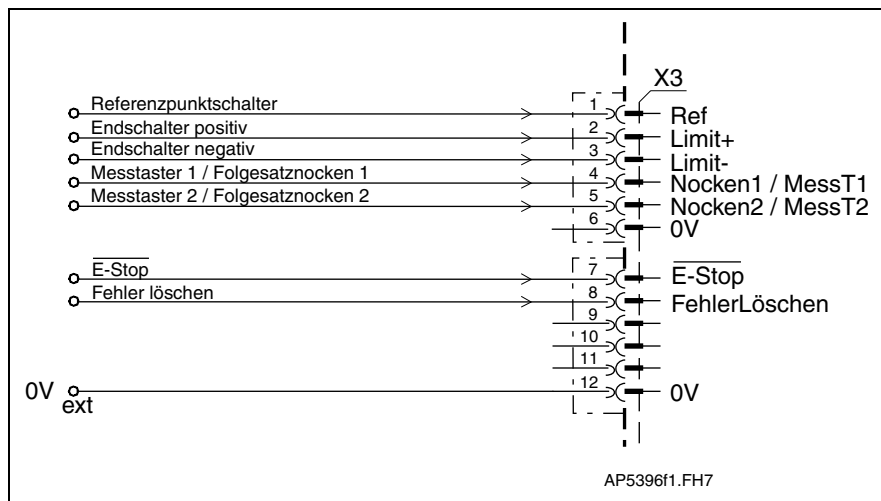 X3
Referenzpunktschalter 1 Ref
Endschalter positiv 2 Limit+
Endschalter negativ 3 Limit-
Messtaster 1 / Folgesatznocken 1 4 Nocken1 / MessT1
Messtaster 2 / Folgesatznocken 2 5 Nocken2 / MessT2
6 0V
E-Stop 7 E-Stop
Fehler löschen 8 FehlerLöschen
9
10
11
0V ext 12 0V
AP5396f1.FH7